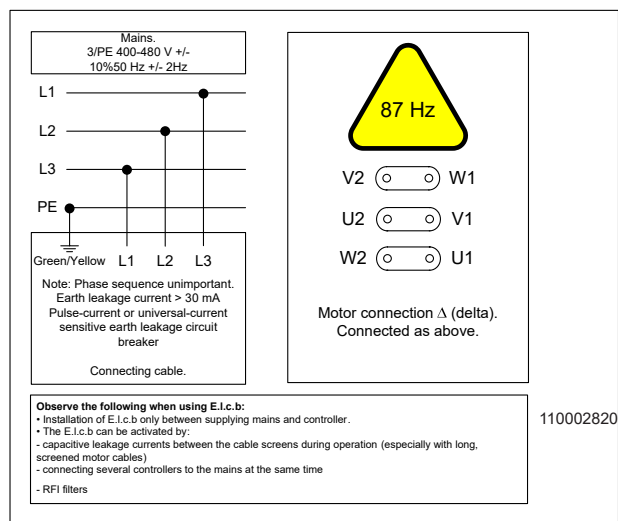 Mains.
3/PE 400-480 V +/-
10%50 Hz +/- 2Hz
L1
L2
L3
PE
Green/Yellow L1 L2 L3
Note: Phase sequence unimportant.
Earth leakage current > 30 mA
Pulse-current or universal-current
sensitive earth leakage circuit
breaker
Connecting cable.
87 Hz
V2 W1
U2 V1
W2 U1
Motor connection Δ (delta).
Connected as above.
Observe the following when using E.l.c.b:
• Installation of E.l.c.b only between supplying mains and controller.
• The E.l.c.b can be activated by:
- capacitive leakage currents between the cable screens during operation (especially with long,
screened motor cables)
- connecting several controllers to the mains at the same time
- RFI filters
110002820